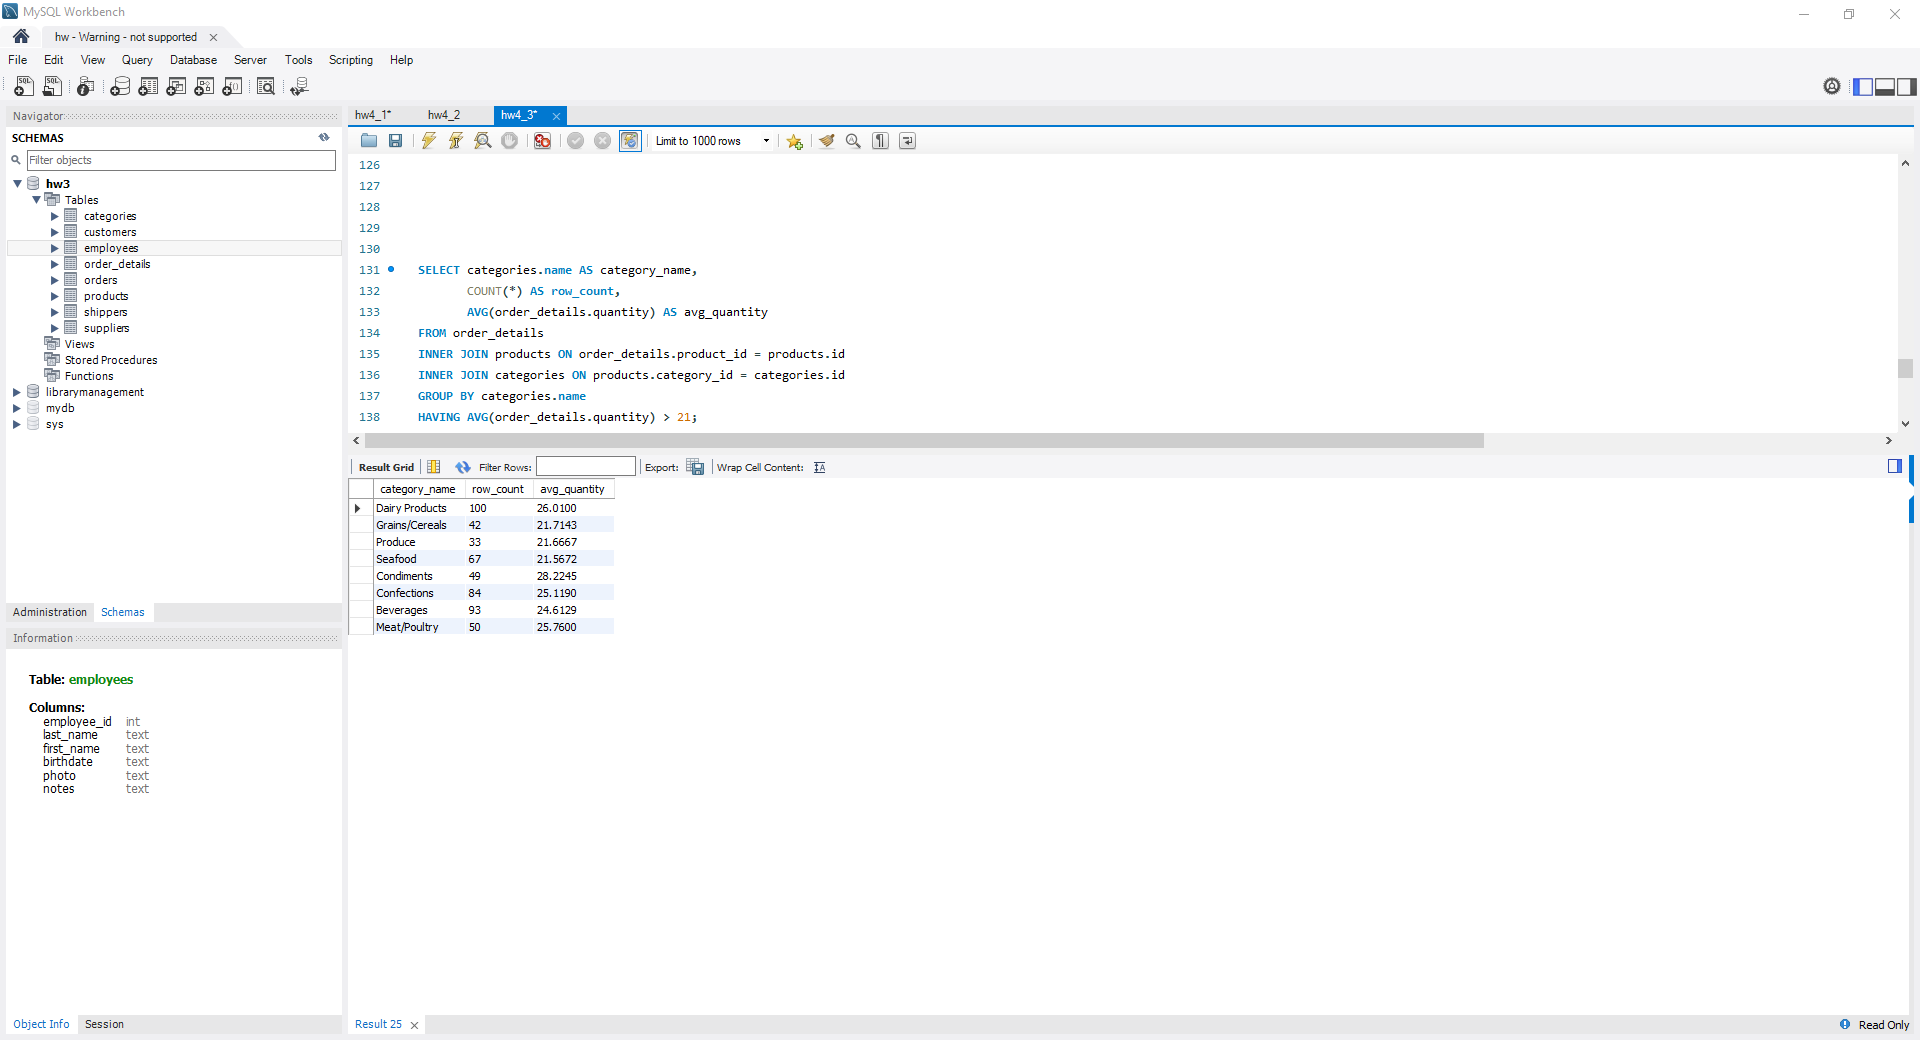 MySQL Workbench
hw - Warning - not supported
File Edit View Query Database Server Tools Scripting Help
Navigator
SCHEMAS
Filter objects
hw3
Tables
categories
customers
employees
order_details
orders
products
shippers
suppliers
Views
Stored Procedures
Functions
librarymanagement
mydb
sys
Administration Schemas
Information
Table: employees
Columns:
employee_id int
last_name text
first_name text
birthdate text
photo text
notes text
Object Info Session
hw4_1* hw4_2 hw4_3*
Limit to 1000 rows
126
127
128
129
130
131 SELECT categories.name AS category_name,
132 COUNT(*) AS row_count,
133 AVG(order_details.quantity) AS avg_quantity
134 FROM order_details
135 INNER JOIN products ON order_details.product_id = products.id
136 INNER JOIN categories ON products.category_id = categories.id
137 GROUP BY categories.name
138 HAVING AVG(order_details.quantity) > 21;
Result Grid Filter Rows: Export: Wrap Cell Content:
category_name row_count avg_quantity
Dairy Products 100 26.0100
Grains/Cereals 42 21.7143
Produce 33 21.6667
Seafood 67 21.5672
Condiments 49 28.2245
Confections 84 25.1190
Beverages 93 24.6129
Meat/Poultry 50 25.7600
Result 25
Read Only